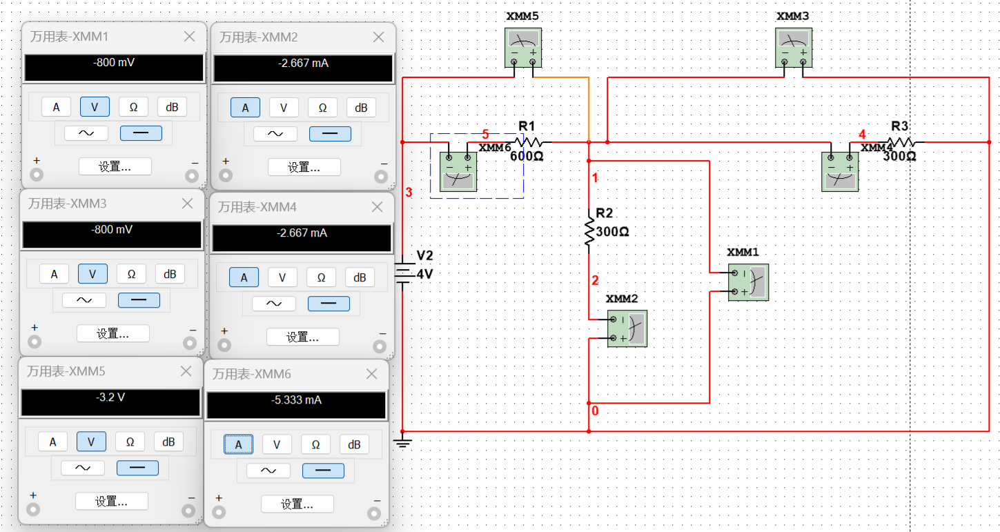 万用表-XMM1
-800 mV
A V Ω dB
+ 设置... −
万用表-XMM2
-2.667 mA
A V Ω dB
+ 设置... −
万用表-XMM3
-800 mV
A V Ω dB
+ 设置... −
万用表-XMM4
-2.667 mA
A V Ω dB
+ 设置... −
万用表-XMM5
-3.2 V
A V Ω dB
+ 设置... −
万用表-XMM6
-5.333 mA
A V Ω dB
+ 设置... −
XMM5
− +
XMM3
− +
5
R1
600Ω
XMM6
− +
4
R3
300Ω
XMM4
− +
3
1
R2
300Ω
V2
4V
XMM1
− +
2
XMM2
− +
0